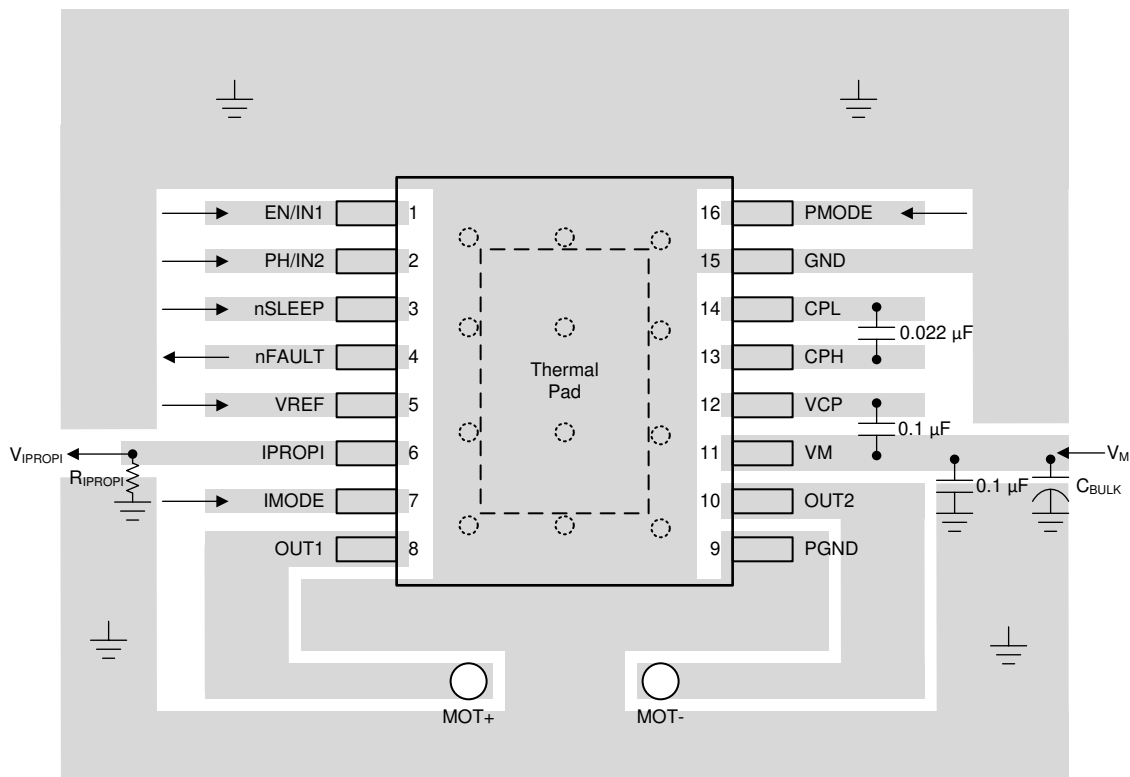 EN/IN1 1
PH/IN2 2
nSLEEP 3
nFAULT 4
VREF 5
IPROPI 6
IMODE 7
OUT1 8
VIPROPI
RIPROPI
Thermal
Pad
16 PMODE
15 GND
14 CPL
13 CPH
12 VCP
11 VM
10 OUT2
9 PGND
0.022 µF
0.1 µF
VM
0.1 µF
CBULK
MOT+
MOT-